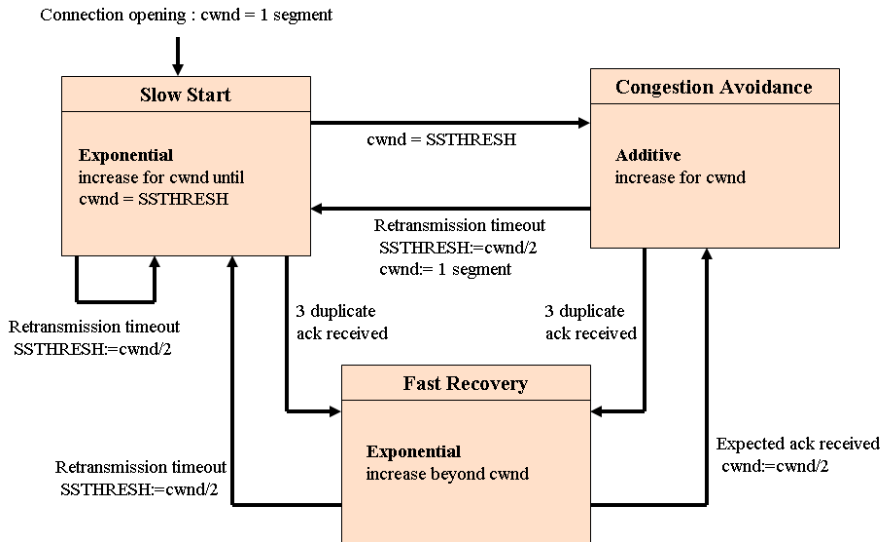 Connection opening : cwnd = 1 segment
Slow Start
Exponential
increase for cwnd until
cwnd = SSTHRESH
cwnd = SSTHRESH
Congestion Avoidance
Additive
increase for cwnd
Retransmission timeout
SSTHRESH:=cwnd/2
cwnd:= 1 segment
Retransmission timeout
SSTHRESH:=cwnd/2
3 duplicate
ack received
3 duplicate
ack received
Fast Recovery
Exponential
increase beyond cwnd
Retransmission timeout
SSTHRESH:=cwnd/2
Expected ack received
cwnd:=cwnd/2